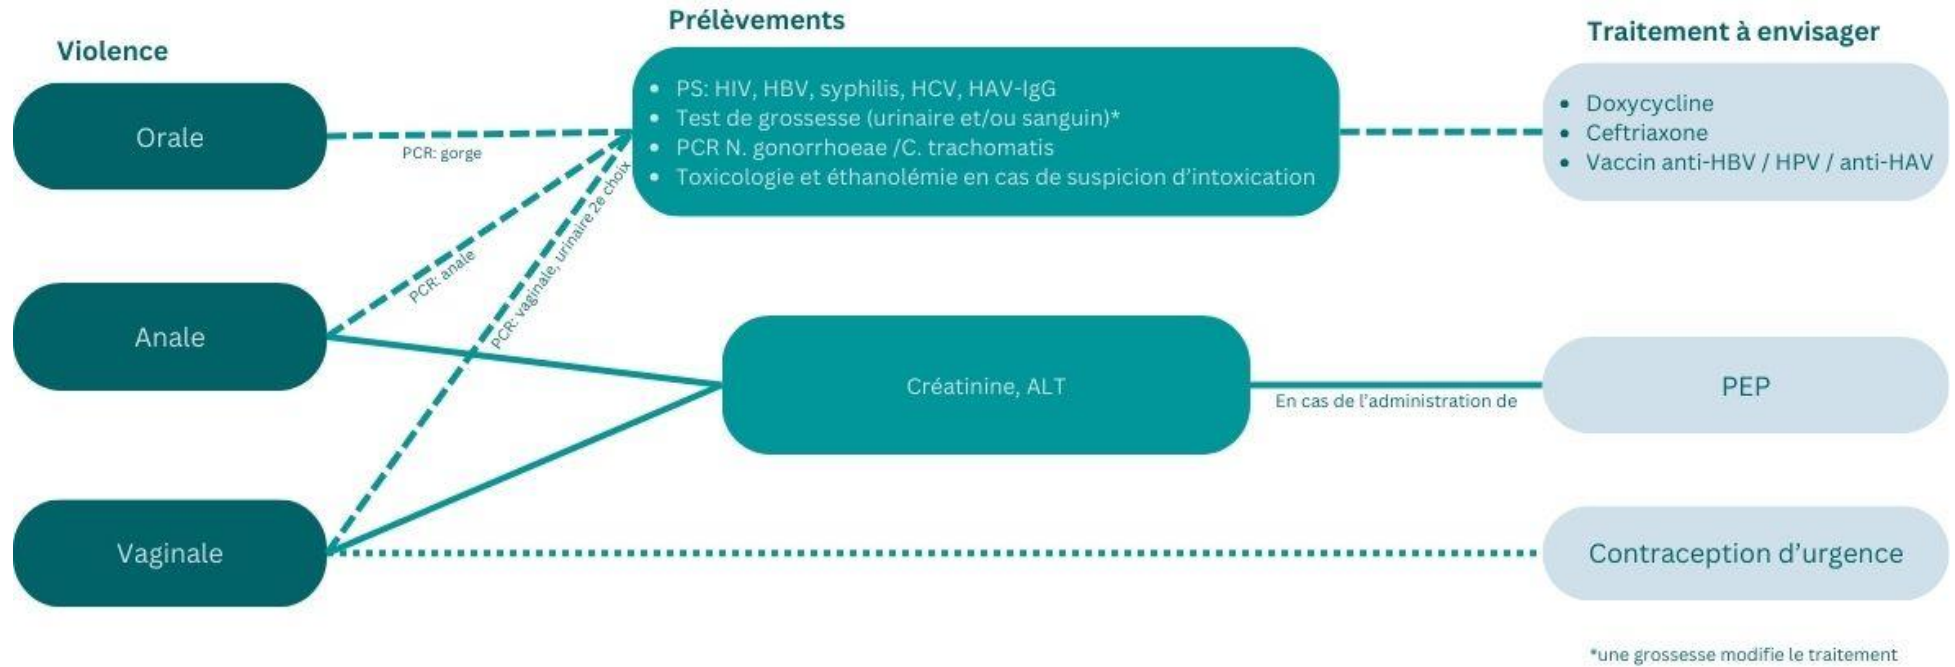 Violence
Prélèvements
Traitement à envisager
Orale
PCR: gorge
• PS: HIV, HBV, syphilis, HCV, HAV-IgG
• Test de grossesse (urinaire et/ou sanguin)*
• PCR N. gonorrhoeae /C. trachomatis
• Toxicologie et éthanolémie en cas de suspicion d'intoxication
• Doxycycline
• Ceftriaxone
• Vaccin anti-HBV / HPV / anti-HAV
PCR: anale
PCR: vaginale, urinaire 2e choix
Anale
Créatinine, ALT
En cas de l'administration de
PEP
Vaginale
Contraception d'urgence
*une grossesse modifie le traitement